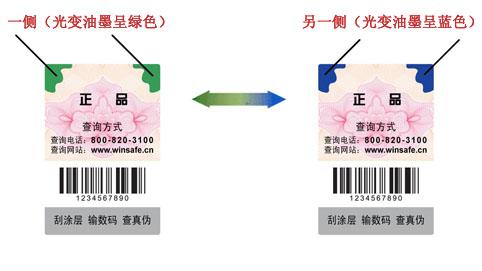 一侧（光变油墨呈绿色）
正 品
查询方式
查询电话：800-820-3100
查询网站：www.winsafe.cn
1234567890
刮涂层 输数码 查真伪
另一侧（光变油墨呈蓝色）
正 品
查询方式
查询电话：800-820-3100
查询网站：www.winsafe.cn
1234567890
刮涂层 输数码 查真伪